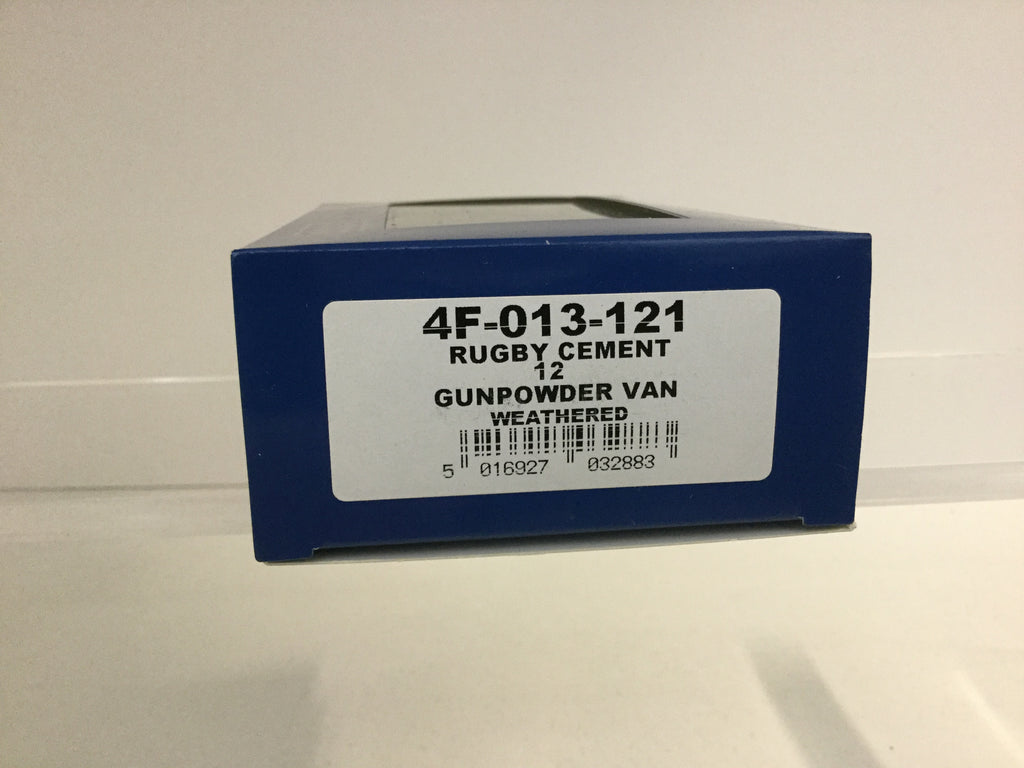 4F-013-121
RUGBY CEMENT
12
GUNPOWDER VAN
WEATHERED
5 016927 032883